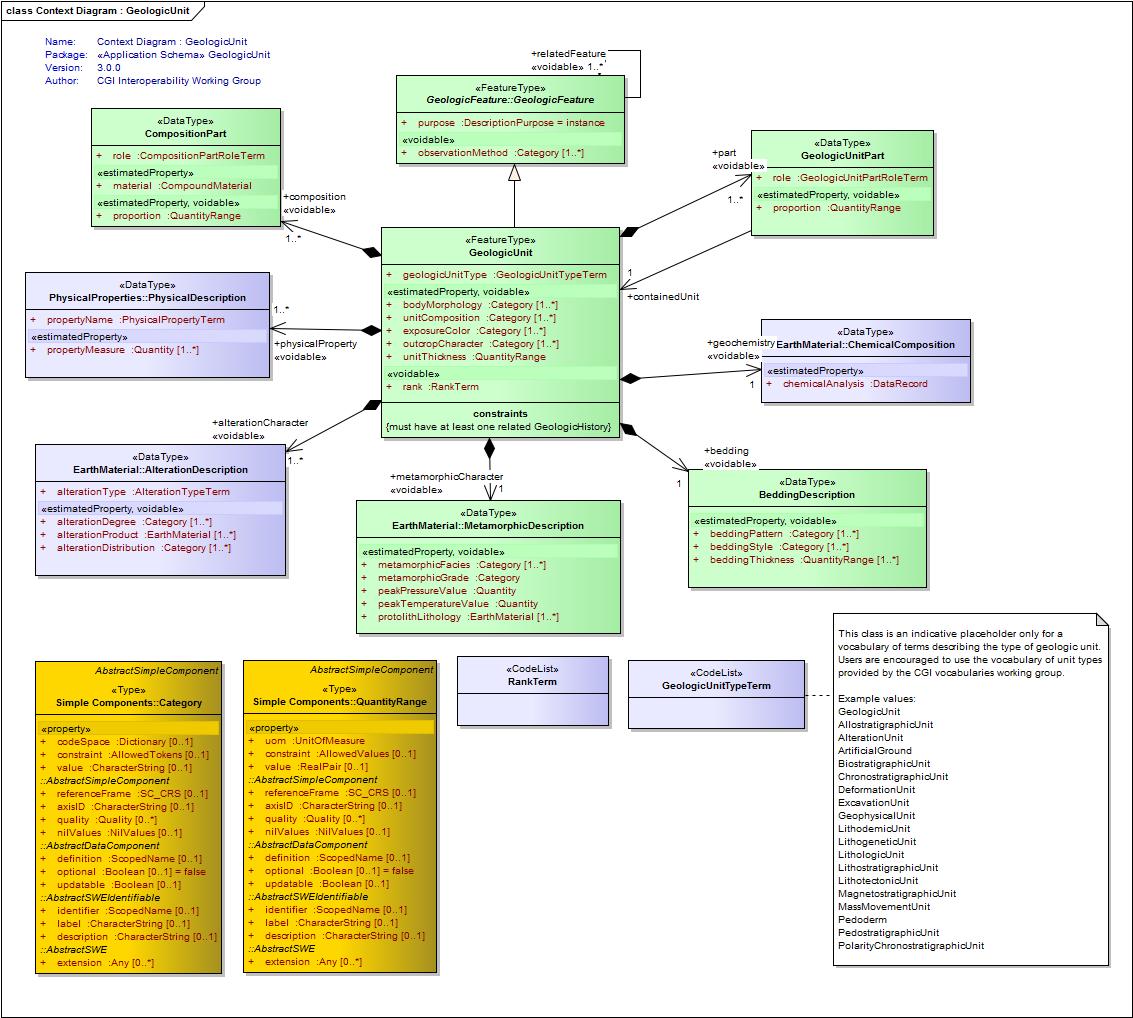 class Context Diagram : GeologicUnit
Name: Context Diagram : GeologicUnit
Package: «Application Schema» GeologicUnit
Version: 3.0.0
Author: CGI Interoperability Working Group
+relatedFeature
«voidable» 1..*
«FeatureType»
GeologicFeature::GeologicFeature
+ purpose :DescriptionPurpose = instance
«voidable»
+ observationMethod :Category [1..*]
«DataType»
CompositionPart
+ role :CompositionPartRoleTerm
«estimatedProperty»
+ material :CompoundMaterial
«estimatedProperty, voidable»
+ proportion :QuantityRange
+composition
«voidable»
1..*
«DataType»
GeologicUnitPart
+ role :GeologicUnitPartRoleTerm
«estimatedProperty, voidable»
+ proportion :QuantityRange
+part
«voidable»
1..*
1
+containedUnit
«FeatureType»
GeologicUnit
+ geologicUnitType :GeologicUnitTypeTerm
«estimatedProperty, voidable»
+ bodyMorphology :Category [1..*]
+ unitComposition :Category [1..*]
+ exposureColor :Category [1..*]
+ outcropCharacter :Category [1..*]
+ unitThickness :QuantityRange
«voidable»
+ rank :RankTerm
constraints
{must have at least one related GeologicHistory}
«DataType»
PhysicalProperties::PhysicalDescription
+ propertyName :PhysicalPropertyTerm
«estimatedProperty»
+ propertyMeasure :Quantity [1..*]
1..*
+physicalProperty
«voidable»
+geochemistry
«voidable»
1
«DataType»
EarthMaterial::ChemicalComposition
«estimatedProperty»
+ chemicalAnalysis :DataRecord
+alterationCharacter
«voidable»
1..*
«DataType»
EarthMaterial::AlterationDescription
+ alterationType :AlterationTypeTerm
«estimatedProperty, voidable»
+ alterationDegree :Category [1..*]
+ alterationProduct :EarthMaterial [1..*]
+ alterationDistribution :Category [1..*]
+metamorphicCharacter
«voidable»
1
«DataType»
EarthMaterial::MetamorphicDescription
«estimatedProperty, voidable»
+ metamorphicFacies :Category [1..*]
+ metamorphicGrade :Category
+ peakPressureValue :Quantity
+ peakTemperatureValue :Quantity
+ protolithLithology :EarthMaterial [1..*]
+bedding
«voidable»
1
«DataType»
BeddingDescription
«estimatedProperty, voidable»
+ beddingPattern :Category [1..*]
+ beddingStyle :Category [1..*]
+ beddingThickness :QuantityRange [1..*]
AbstractSimpleComponent
«Type»
Simple Components::Category
«property»
+ codeSpace :Dictionary [0..1]
+ constraint :AllowedTokens [0..1]
+ value :CharacterString [0..1]
::AbstractSimpleComponent
+ referenceFrame :SC_CRS [0..1]
+ axisID :CharacterString [0..1]
+ quality :Quality [0..*]
+ nilValues :NilValues [0..1]
::AbstractDataComponent
+ definition :ScopedName [0..1]
+ optional :Boolean [0..1] = false
+ updatable :Boolean [0..1]
::AbstractSWEIdentifiable
+ identifier :ScopedName [0..1]
+ label :CharacterString [0..1]
+ description :CharacterString [0..1]
::AbstractSWE
+ extension :Any [0..*]
AbstractSimpleComponent
«Type»
Simple Components::QuantityRange
«property»
+ uom :UnitOfMeasure
+ constraint :AllowedValues [0..1]
+ value :RealPair [0..1]
::AbstractSimpleComponent
+ referenceFrame :SC_CRS [0..1]
+ axisID :CharacterString [0..1]
+ quality :Quality [0..*]
+ nilValues :NilValues [0..1]
::AbstractDataComponent
+ definition :ScopedName [0..1]
+ optional :Boolean [0..1] = false
+ updatable :Boolean [0..1]
::AbstractSWEIdentifiable
+ identifier :ScopedName [0..1]
+ label :CharacterString [0..1]
+ description :CharacterString [0..1]
::AbstractSWE
+ extension :Any [0..*]
«CodeList»
RankTerm
«CodeList»
GeologicUnitTypeTerm
This class is an indicative placeholder only for a
vocabulary of terms describing the type of geologic unit.
Users are encouraged to use the vocabulary of unit types
provided by the CGI vocabularies working group.
Example values:
GeologicUnit
AllostratigraphicUnit
AlterationUnit
ArtificialGround
BiostratigraphicUnit
ChronostratigraphicUnit
DeformationUnit
ExcavationUnit
GeophysicalUnit
LithodemicUnit
LithogeneticUnit
LithologicUnit
LithostratigraphicUnit
LithotectonicUnit
MagnetostratigraphicUnit
MassMovementUnit
Pedoderm
PedostratigraphicUnit
PolarityChronostratigraphicUnit